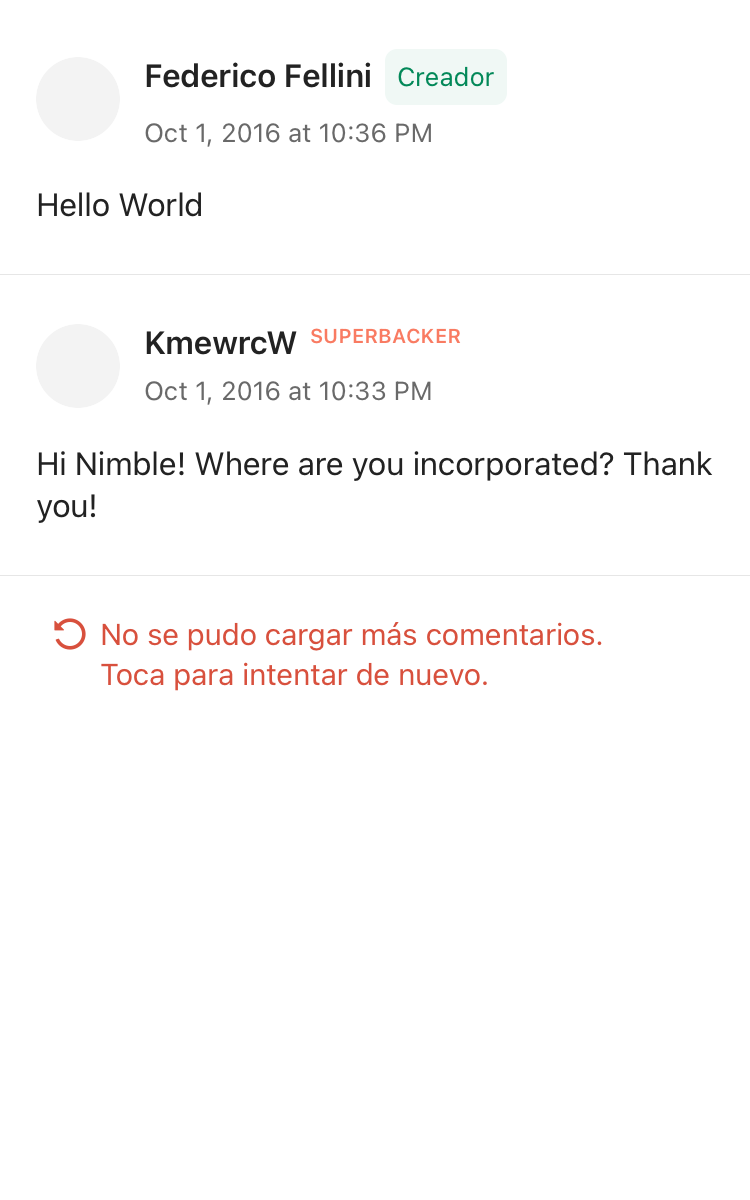 Federico Fellini Creador
Oct 1, 2016 at 10:36 PM
Hello World
KmewrcW SUPERBACKER
Oct 1, 2016 at 10:33 PM
Hi Nimble! Where are you incorporated? Thank
you!
No se pudo cargar más comentarios.
Toca para intentar de nuevo.